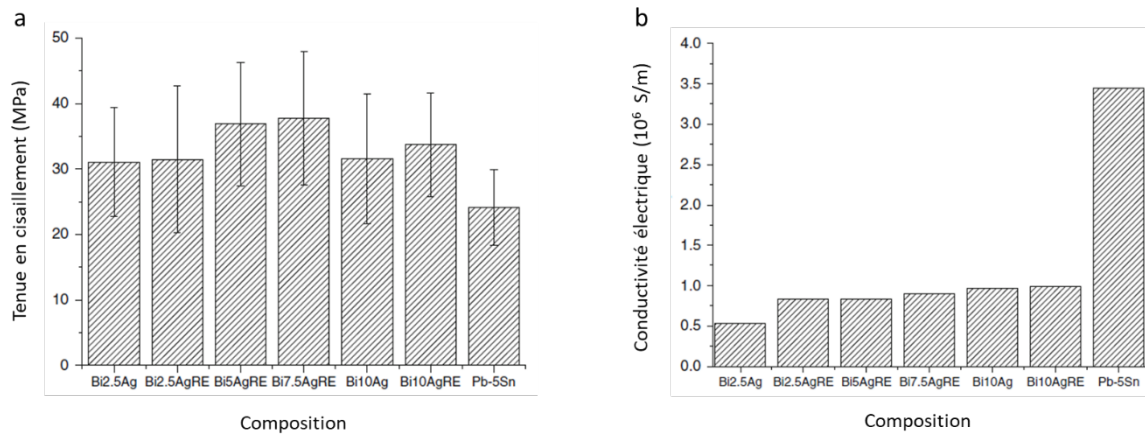 a
50
40
30
20
10
0
Tenue en cisaillement (MPa)
Bi2.5Ag Bi2.5AgRE Bi5AgRE Bi7.5AgRE Bi10Ag Bi10AgRE Pb-5Sn
Composition
b
4.0
3.5
3.0
2.5
2.0
1.5
1.0
0.5
0.0
Conductivité électrique (10⁶ S/m)
Bi2.5Ag Bi2.5AgRE Bi5AgRE Bi7.5AgRE Bi10Ag Bi10AgRE Pb-5Sn
Composition